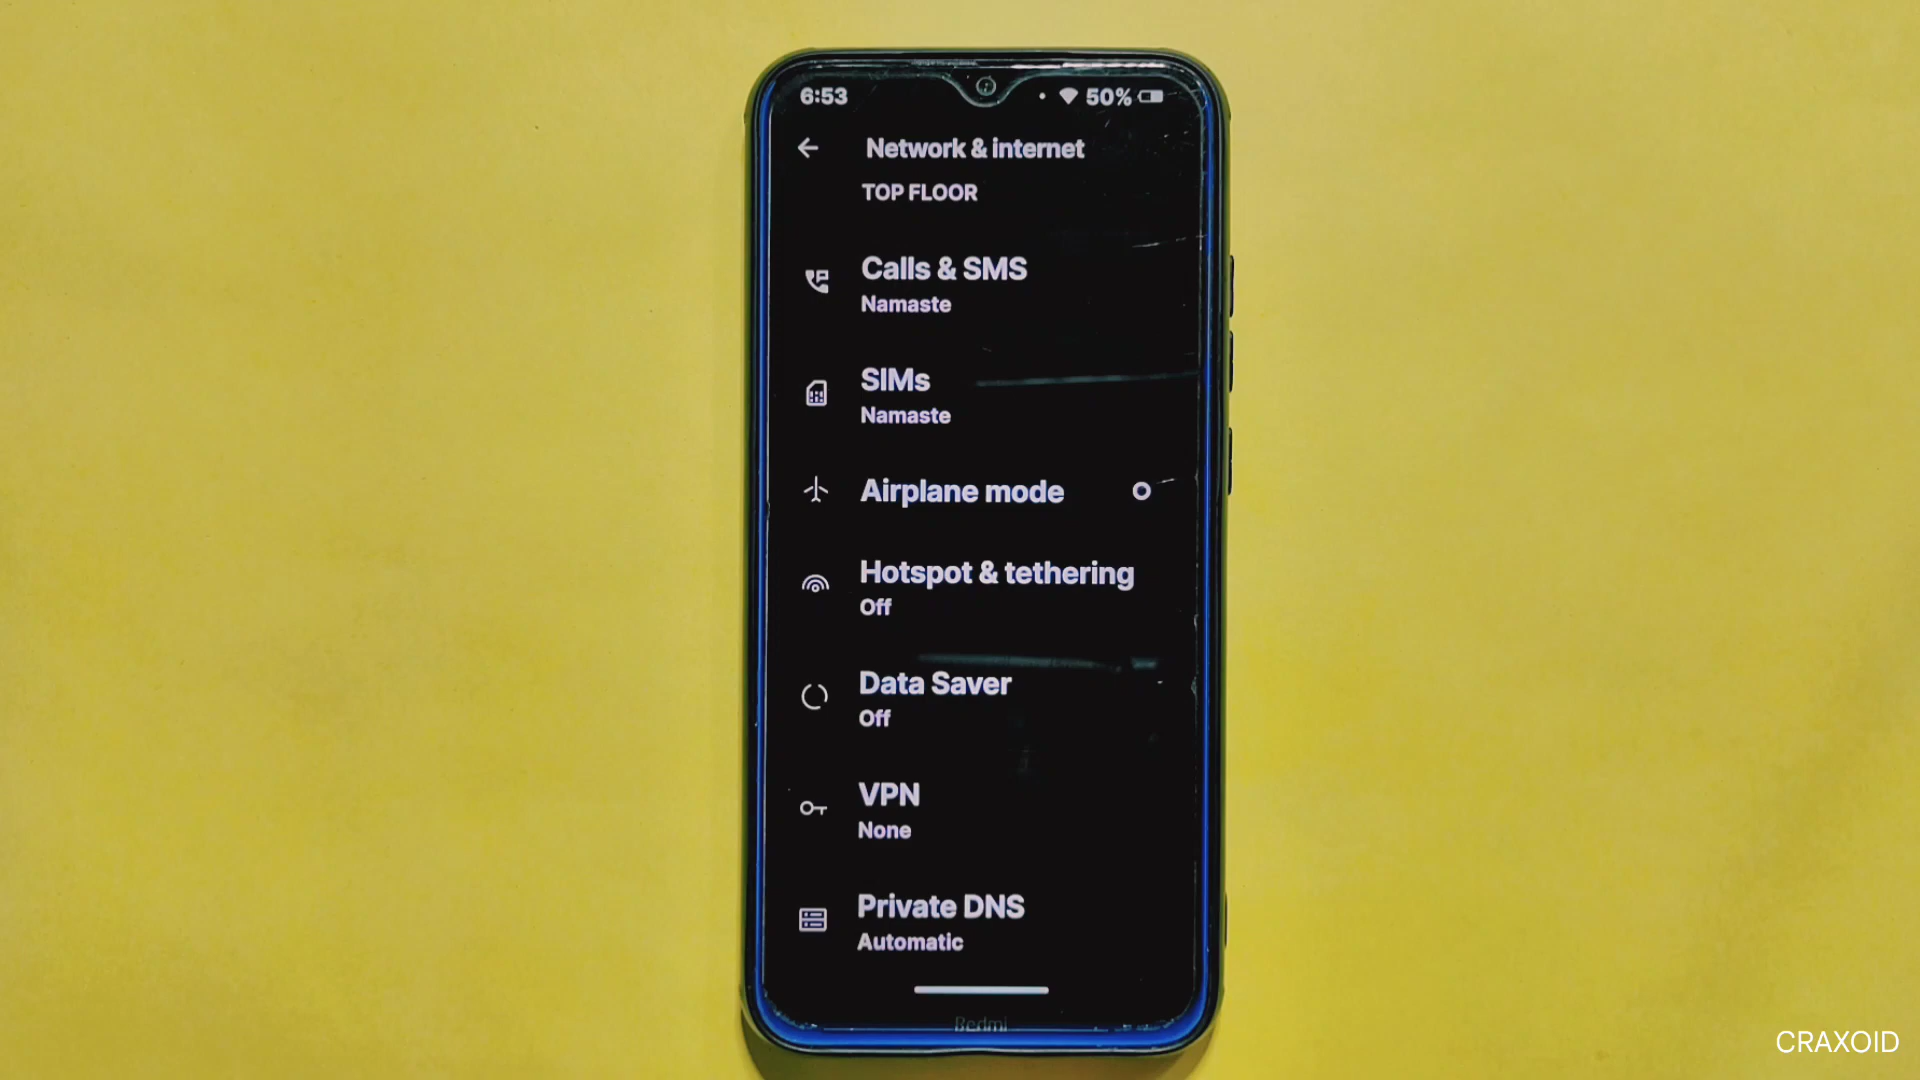 6:53
50%
Network & internet
TOP FLOOR
Calls & SMS
Namaste
SIMs
Namaste
Airplane mode
Hotspot & tethering
Off
Data Saver
Off
VPN
None
Private DNS
Automatic
Redmi
CRAXOID